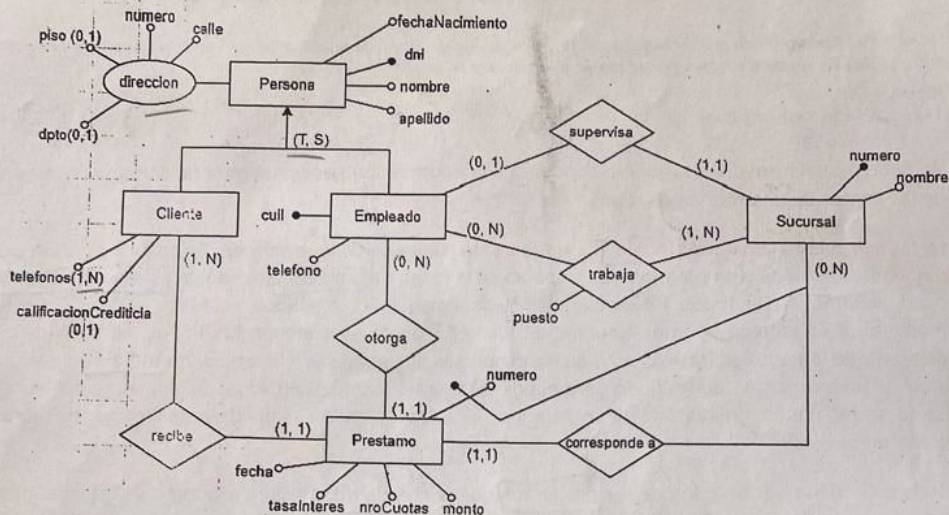 numero
fechaNacimiento
piso (0,1)
calle
dni
direccion
Persona
nombre
apellido
dpto(0,1)
supervisa
(T, S)
(0, 1)
(1,1)
numero
nombre
Cliente
cuil
Empleado
Sucursal
(0, N)
(1, N)
telefonos(1,N)
(1, N)
telefono
(0, N)
trabaja
(0,N)
puesto
calificacionCrediticia
(0,1)
otorga
numero
(1, 1)
recibe
(1, 1)
Prestamo
(1,1)
corresponde a
fecha
tasaInteres
nroCuotas
monto